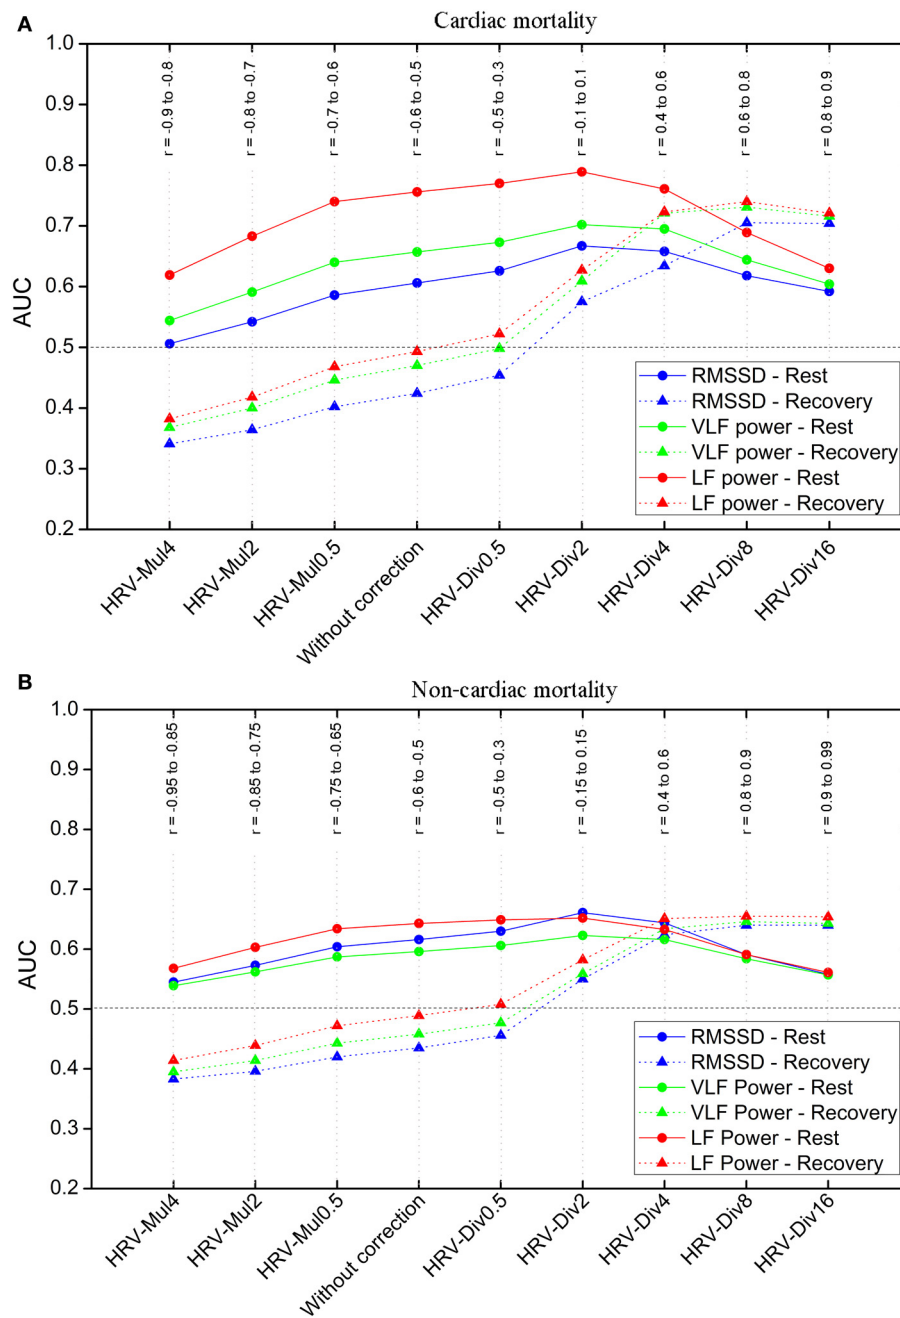 A
Cardiac mortality
1.0
0.9
0.8
0.7
0.6
0.5
0.4
0.3
0.2
AUC
r = -0.9 to -0.8
r = -0.8 to -0.7
r = -0.7 to -0.6
r = -0.6 to -0.5
r = -0.5 to -0.3
r = -0.1 to 0.1
r = 0.4 to 0.6
r = 0.6 to 0.8
r = 0.8 to 0.9
RMSSD - Rest
RMSSD - Recovery
VLF power - Rest
VLF power - Recovery
LF power - Rest
LF power - Recovery
HRV-Mul4
HRV-Mul2
HRV-Mul0.5
Without correction
HRV-Div0.5
HRV-Div2
HRV-Div4
HRV-Div8
HRV-Div16
B
Non-cardiac mortality
1.0
0.9
0.8
0.7
0.6
0.5
0.4
0.3
0.2
AUC
r = -0.95 to -0.85
r = -0.85 to -0.75
r = -0.75 to -0.65
r = -0.6 to -0.5
r = -0.5 to -0.3
r = -0.15 to 0.15
r = 0.4 to 0.6
r = 0.8 to 0.9
r = 0.9 to 0.99
RMSSD - Rest
RMSSD - Recovery
VLF Power - Rest
VLF Power - Recovery
LF Power - Rest
LF Power - Recovery
HRV-Mul4
HRV-Mul2
HRV-Mul0.5
Without correction
HRV-Div0.5
HRV-Div2
HRV-Div4
HRV-Div8
HRV-Div16